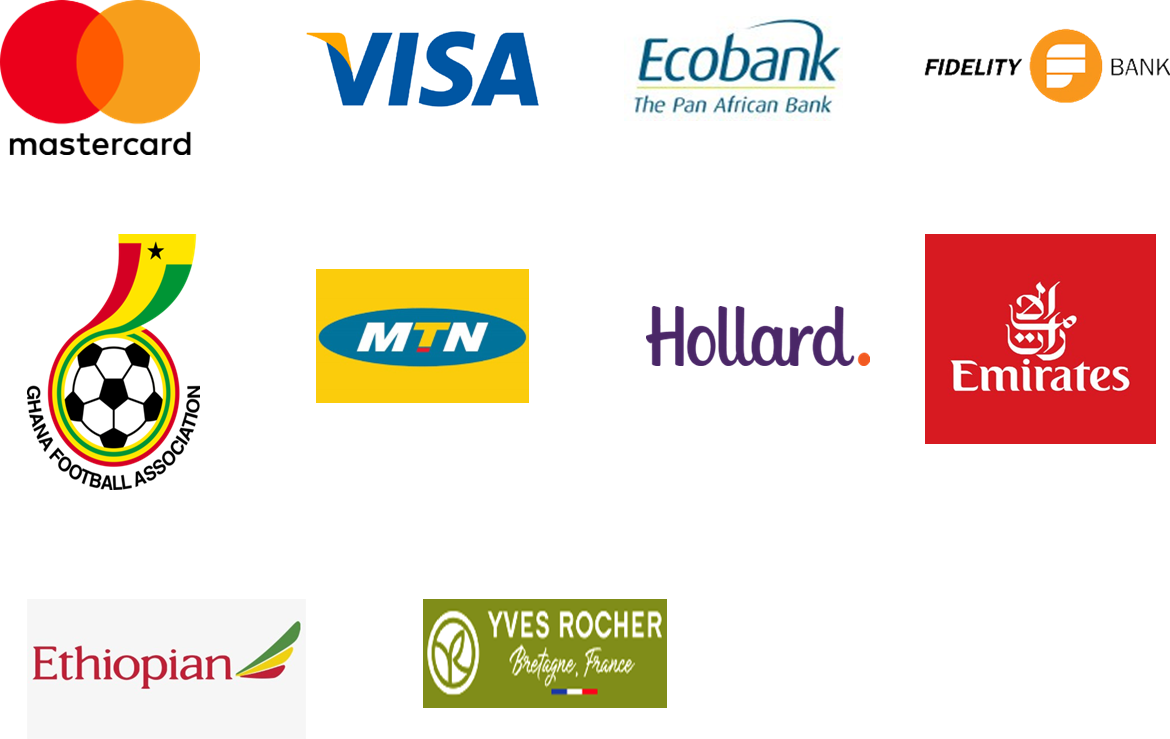 mastercard
VISA
Ecobank
The Pan African Bank
FIDELITY BANK
GHANA FOOTBALL ASSOCIATION
MTN
Hollard.
امارات
Emirates
Ethiopian
YVES ROCHER
Bretagne, France